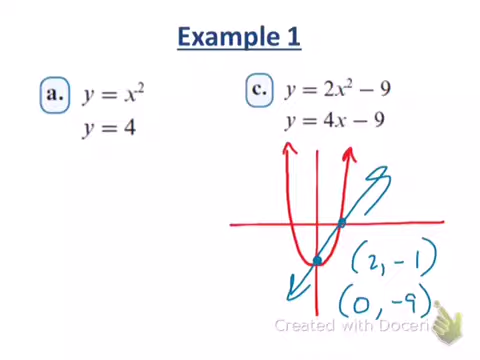 Example 1
a. y = x²
y = 4
c. y = 2x² − 9
y = 4x − 9
(2, −1)
(0, −9)
Created with Doceri